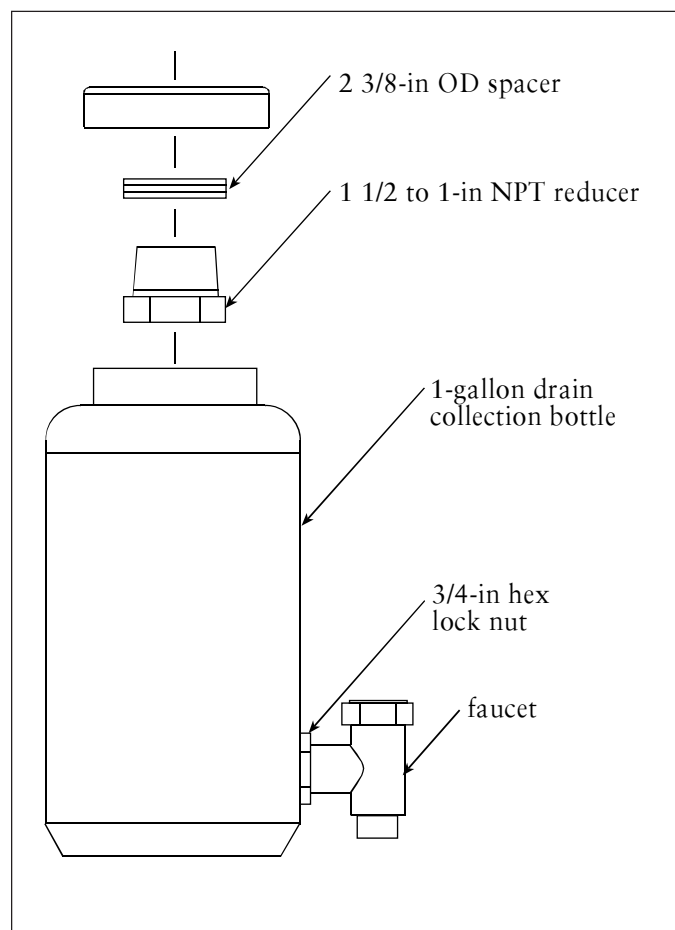 2 3/8-in OD spacer
1 1/2 to 1-in NPT reducer
1-gallon drain
collection bottle
3/4-in hex
lock nut
faucet